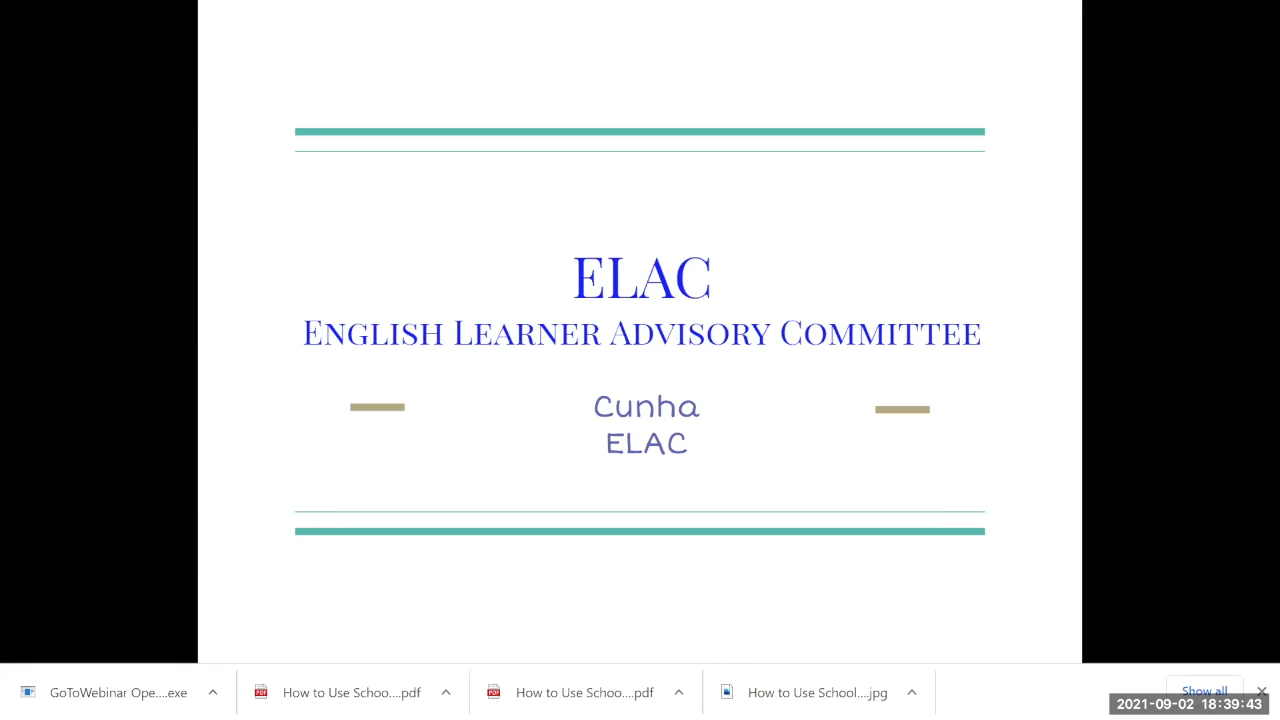 ELAC
English Learner Advisory Committee
Cunha
ELAC
GoToWebinar Ope....exe
How to Use Schoo....pdf
How to Use Schoo....pdf
How to Use School....jpg
Show all
2021-09-02 18:39:43